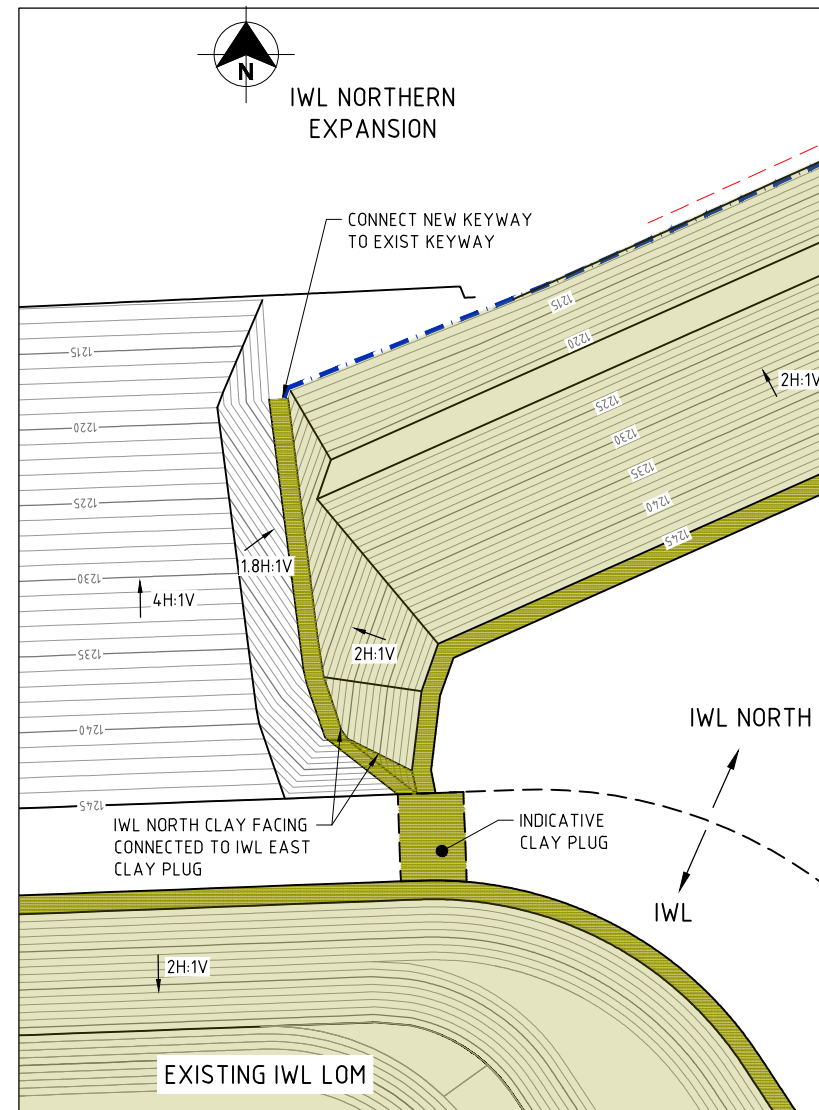 N
IWL NORTHERN
EXPANSION
CONNECT NEW KEYWAY
TO EXIST KEYWAY
1215
1220
1225
1230
1235
1240
1245
2H:1V
1215
1220
1225
1230
1235
1240
1245
1.8H:1V
4H:1V
2H:1V
IWL NORTH
IWL
IWL NORTH CLAY FACING
CONNECTED TO IWL EAST
CLAY PLUG
INDICATIVE
CLAY PLUG
2H:1V
EXISTING IWL LOM